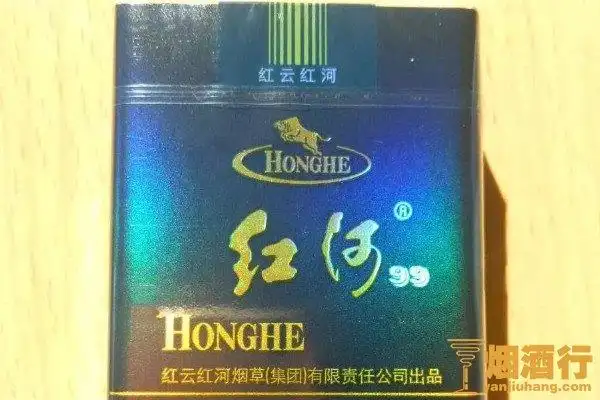 红云红河
HONGHE
红河®
99
HONGHE
红云红河烟草(集团)有限责任公司出品
烟酒行
yanjiuhang.com